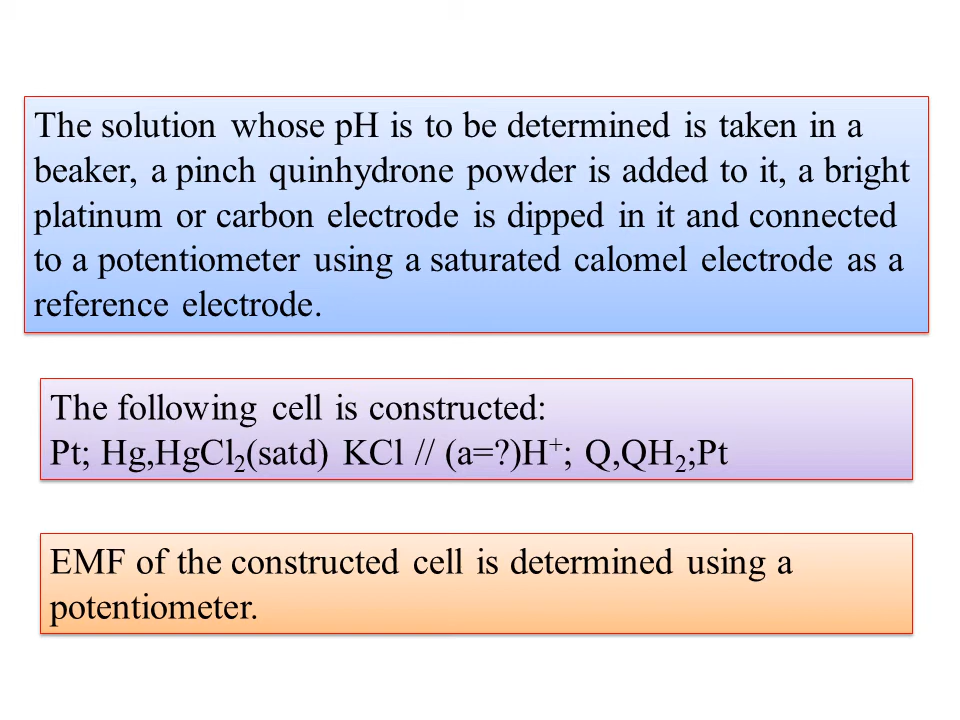 The solution whose pH is to be determined is taken in a
beaker, a pinch quinhydrone powder is added to it, a bright
platinum or carbon electrode is dipped in it and connected
to a potentiometer using a saturated calomel electrode as a
reference electrode.
The following cell is constructed:
Pt; Hg,HgCl₂(satd) KCl // (a=?)H⁺; Q,QH₂;Pt
EMF of the constructed cell is determined using a
potentiometer.